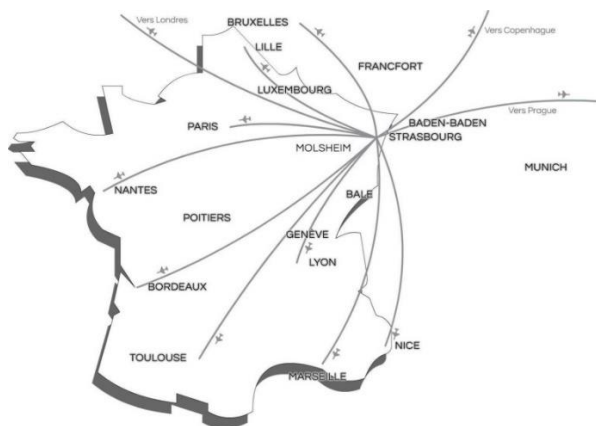 Vers Londres
BRUXELLES
Vers Copenhague
LILLE
FRANCFORT
LUXEMBOURG
Vers Prague
PARIS
BADEN-BADEN
STRASBOURG
MOLSHEIM
MUNICH
NANTES
BALE
POITIERS
GENÈVE
LYON
BORDEAUX
TOULOUSE
NICE
MARSEILLE